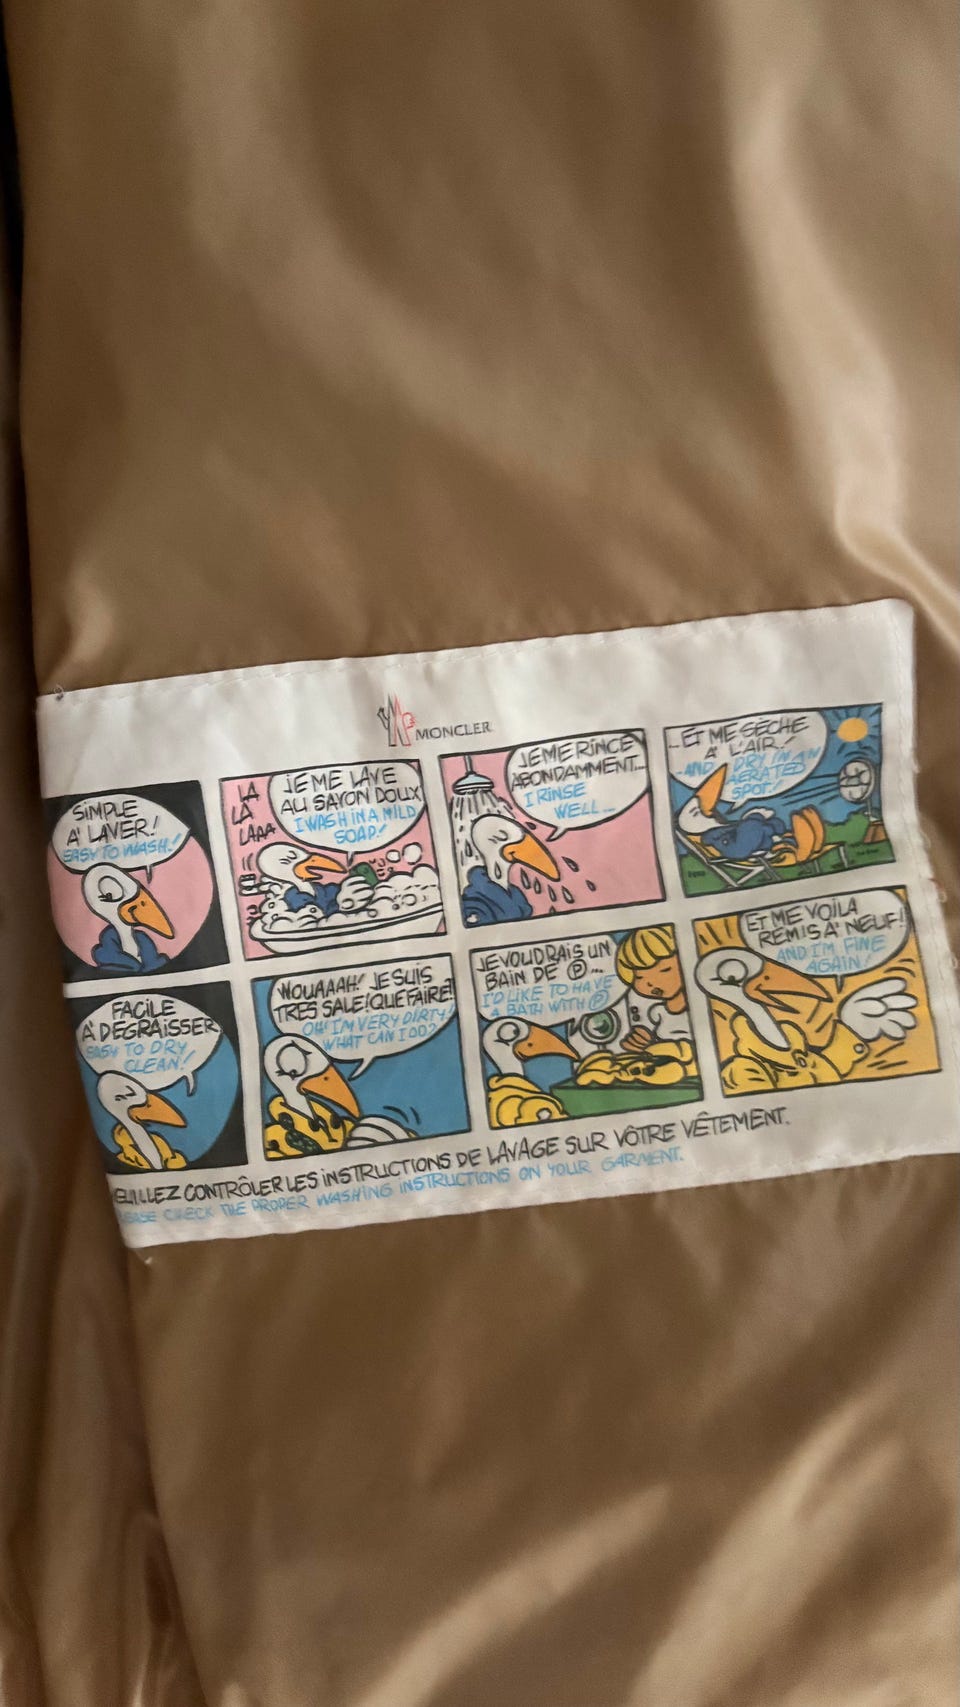 MONCLER
SIMPLE
A' LAVER!
EASY TO WASH!
LA
LA
LAAA
JE ME LAVE
AU SAVON DOUX
I WASH IN A MILD
SOAP!
JE ME RINCE
ABONDAMMENT...
I RINSE
WELL...
...ET ME SÈCHE
A' L'AIR!
...AND DRY IN AN
AERATED
SPOT!
FACILE
A' DEGRAISSER
EASY TO DRY
CLEAN!
WOUAAAH! JE SUIS
TRES SALE! QUE FAIRE?
OH! I'M VERY DIRTY!
WHAT CAN I DO?
JE VOUDRAIS UN
BAIN DE Ⓟ...
I'D LIKE TO HAVE
A BATH WITH Ⓟ
ET ME VOILA
REMIS A' NEUF!
AND I'M FINE
AGAIN!
CONTRÔLER LES INSTRUCTIONS DE LAVAGE SUR VÔTRE VÊTEMENT.
CHECK THE PROPER WASHING INSTRUCTIONS ON YOUR GARMENT.